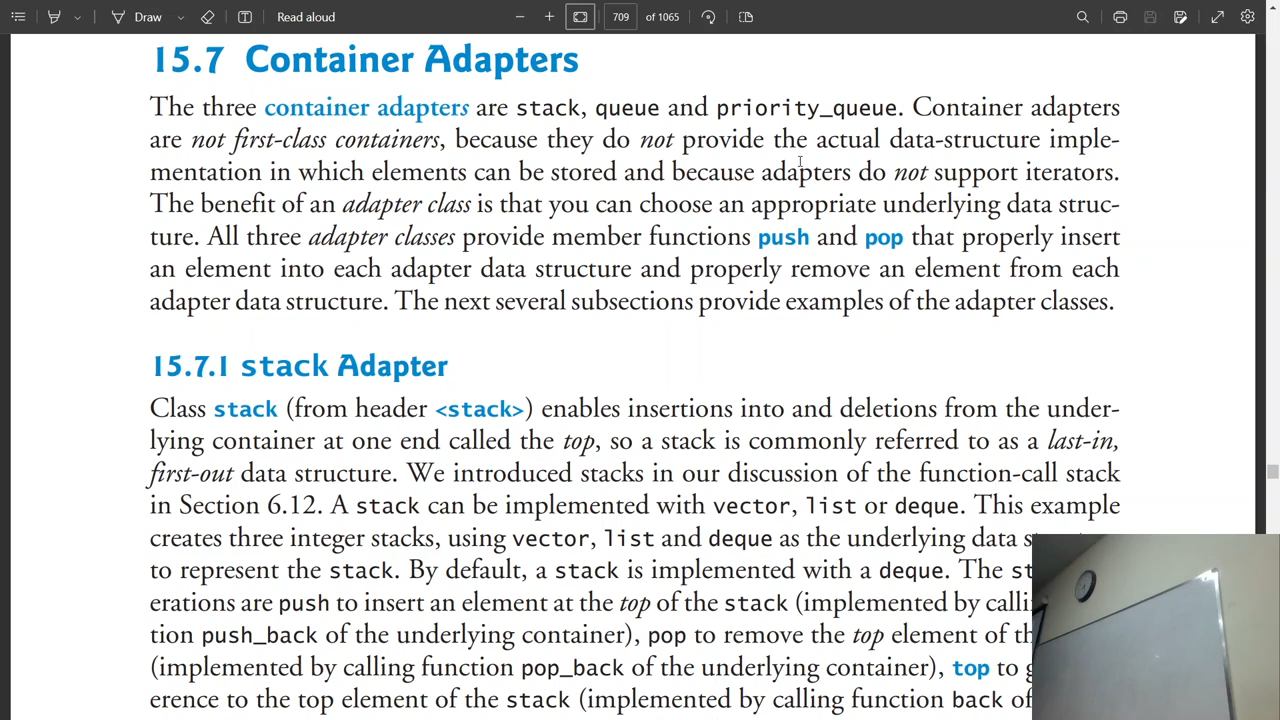 Draw
Read aloud
709 of 1065
15.7 Container Adapters
The three container adapters are stack, queue and priority_queue. Container adapters
are not first-class containers, because they do not provide the actual data-structure imple-
mentation in which elements can be stored and because adapters do not support iterators.
The benefit of an adapter class is that you can choose an appropriate underlying data struc-
ture. All three adapter classes provide member functions push and pop that properly insert
an element into each adapter data structure and properly remove an element from each
adapter data structure. The next several subsections provide examples of the adapter classes.
15.7.1 stack Adapter
Class stack (from header <stack>) enables insertions into and deletions from the under-
lying container at one end called the top, so a stack is commonly referred to as a last-in,
first-out data structure. We introduced stacks in our discussion of the function-call stack
in Section 6.12. A stack can be implemented with vector, list or deque. This example
creates three integer stacks, using vector, list and deque as the underlying data
to represent the stack. By default, a stack is implemented with a deque. The
erations are push to insert an element at the top of the stack (implemented by
tion push_back of the underlying container), pop to remove the top element of
(implemented by calling function pop_back of the underlying container), top to
erence to the top element of the stack (implemented by calling function back of